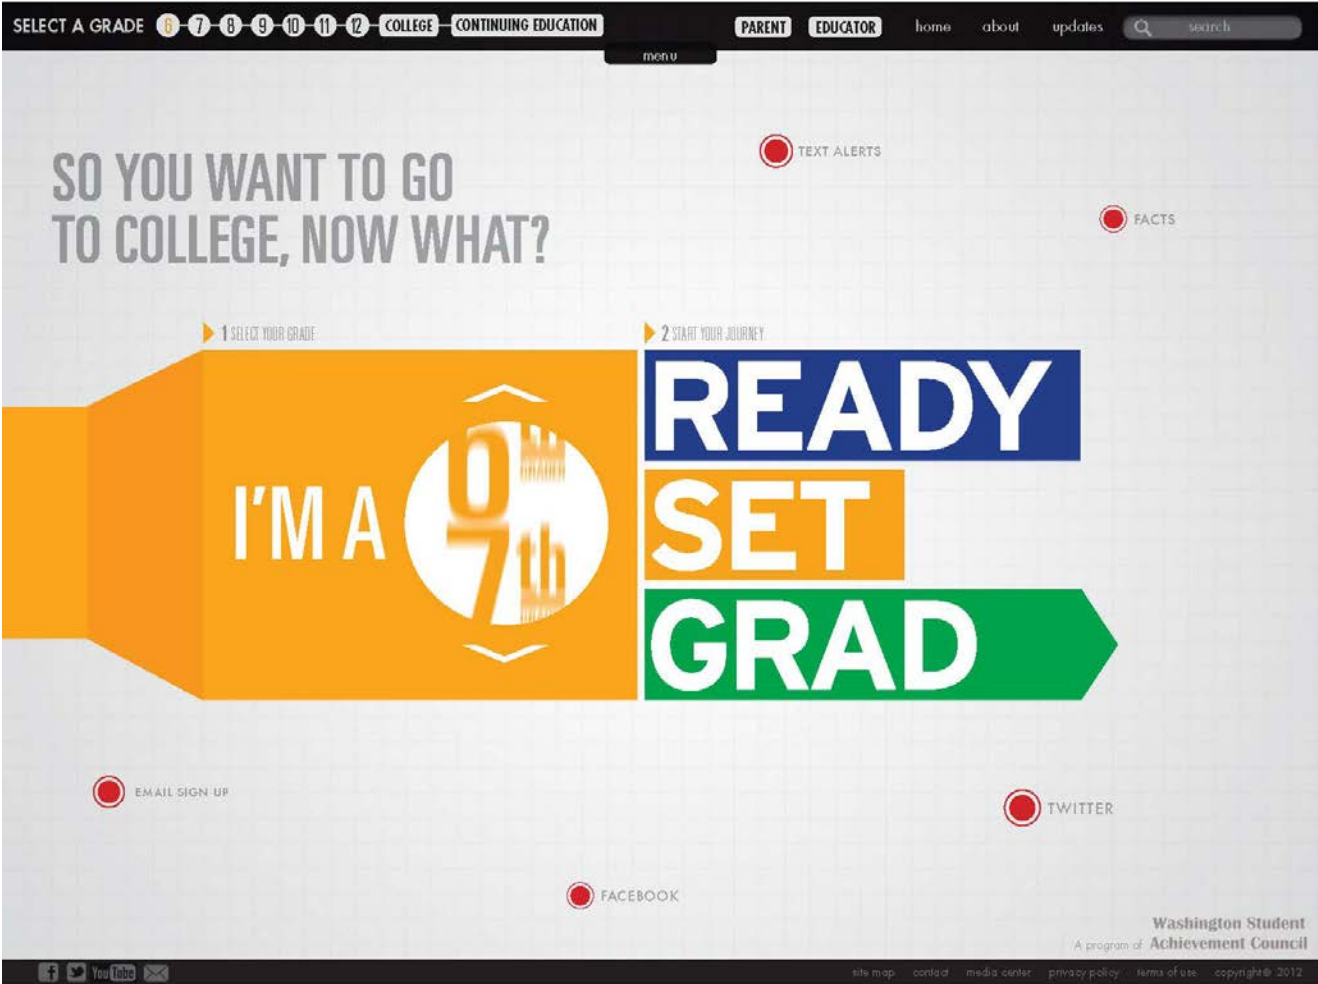 SELECT A GRADE 6 7 8 9 10 11 12 COLLEGE CONTINUING EDUCATION PARENT EDUCATOR home about updates search
menu
TEXT ALERTS
SO YOU WANT TO GO
TO COLLEGE, NOW WHAT?
FACTS
1 SELECT YOUR GRADE
2 START YOUR JOURNEY
I'M A
6
7th
READY
SET
GRAD
EMAIL SIGN UP
TWITTER
FACEBOOK
Washington Student
A program of Achievement Council
YouTube
site map contact media center privacy policy terms of use copyright© 2012